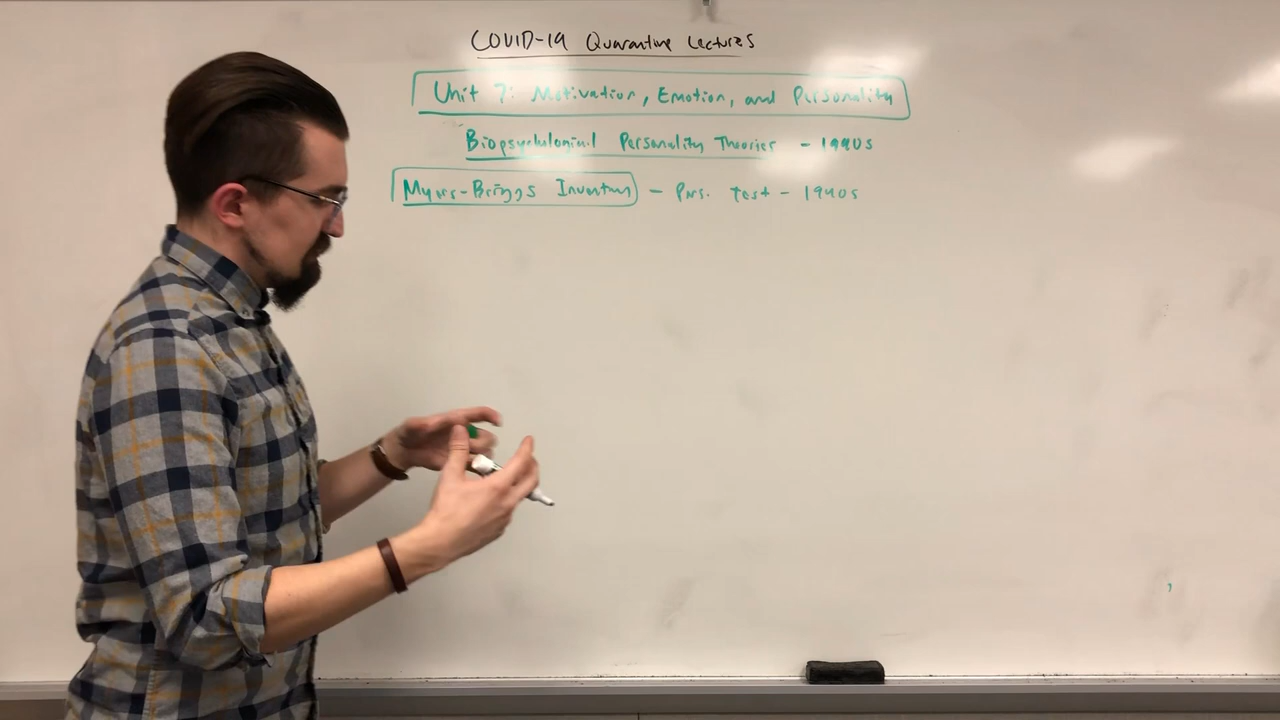 COVID-19 Quarantine Lectures
Unit 7: Motivation, Emotion, and Personality
Biopsychological Personality Theories - 1940s
Myers-Briggs Inventory - Pers. Test - 1940s